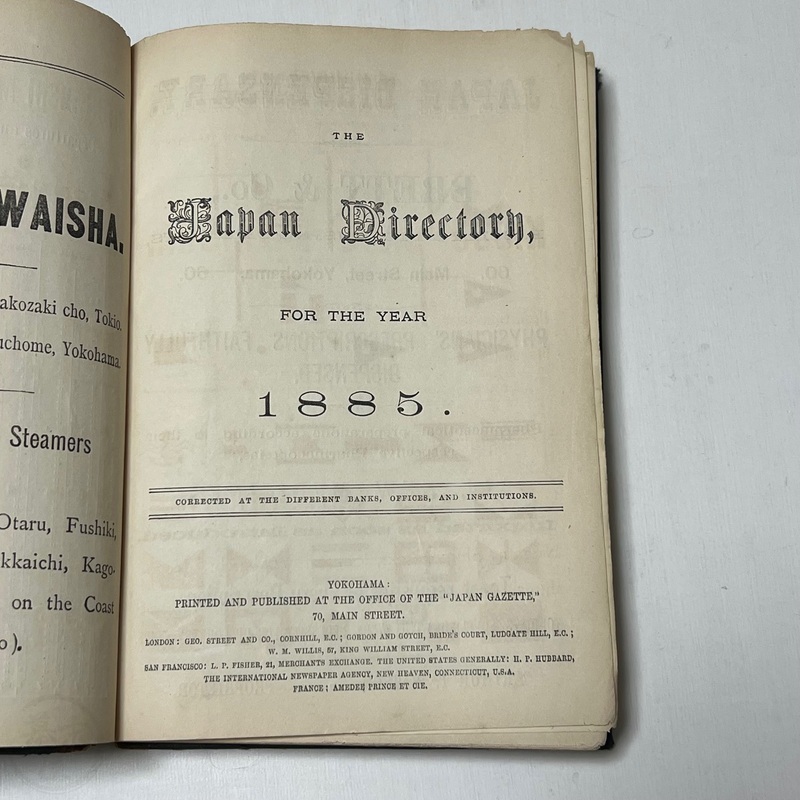 WAISHA.
akozaki cho, Tokio.
uchome, Yokohama.
Steamers
Otaru, Fushiki,
kkaichi, Kago-
on the Coast
o).
THE
Japan Directory,
FOR THE YEAR
1885.
CORRECTED AT THE DIFFERENT BANKS, OFFICES, AND INSTITUTIONS.
YOKOHAMA:
PRINTED AND PUBLISHED AT THE OFFICE OF THE "JAPAN GAZETTE,"
70, MAIN STREET.
LONDON: GEO. STREET AND CO., CORNHILL, E.C.; GORDON AND GOTCH, BRIDE'S COURT, LUDGATE HILL, E.C.;
W. M. WILLIS, 57, KING WILLIAM STREET, E.C.
SAN FRANCISCO: L. P. FISHER, 21, MERCHANTS EXCHANGE. THE UNITED STATES GENERALLY: H. P. HUBBARD,
THE INTERNATIONAL NEWSPAPER AGENCY, NEW HEAVEN, CONNECTICUT, U.S.A.
FRANCE; AMEDEE PRINCE ET CIE.